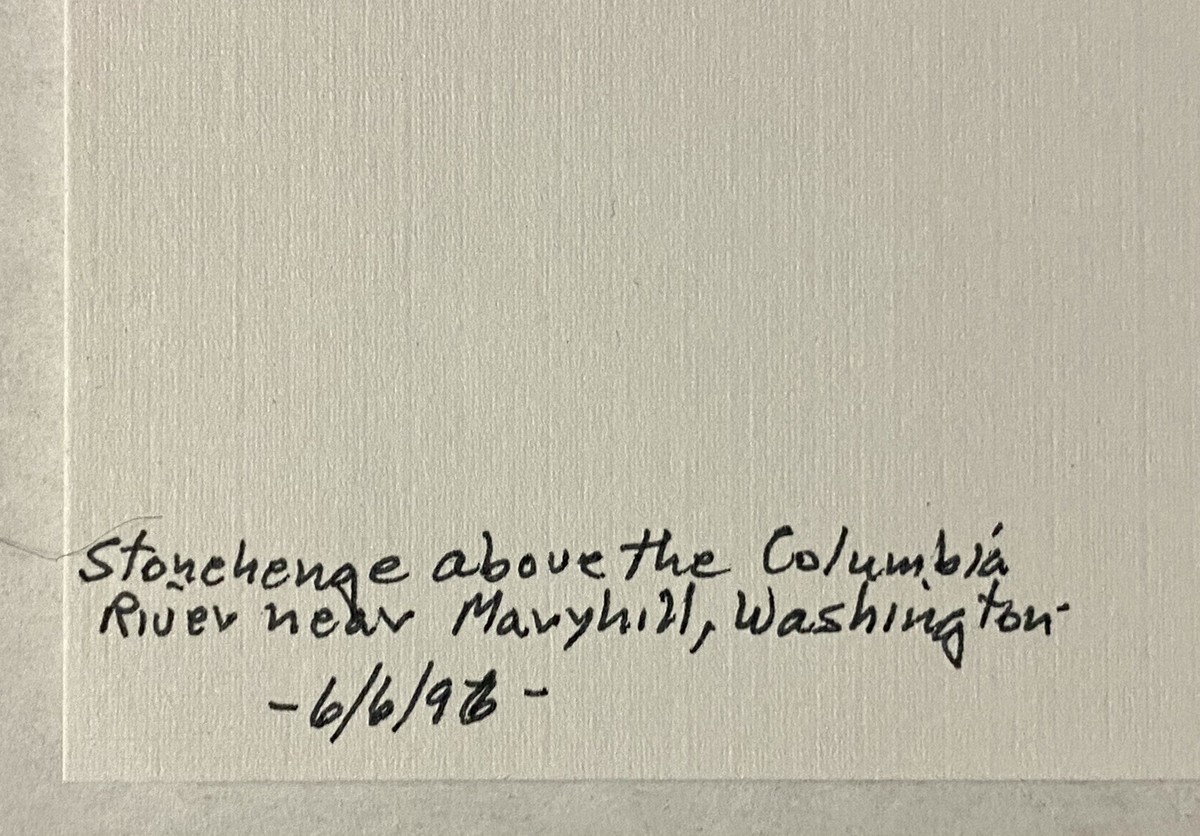 Stonehenge above the Columbia
River near Maryhill, Washington-
-6/6/96-